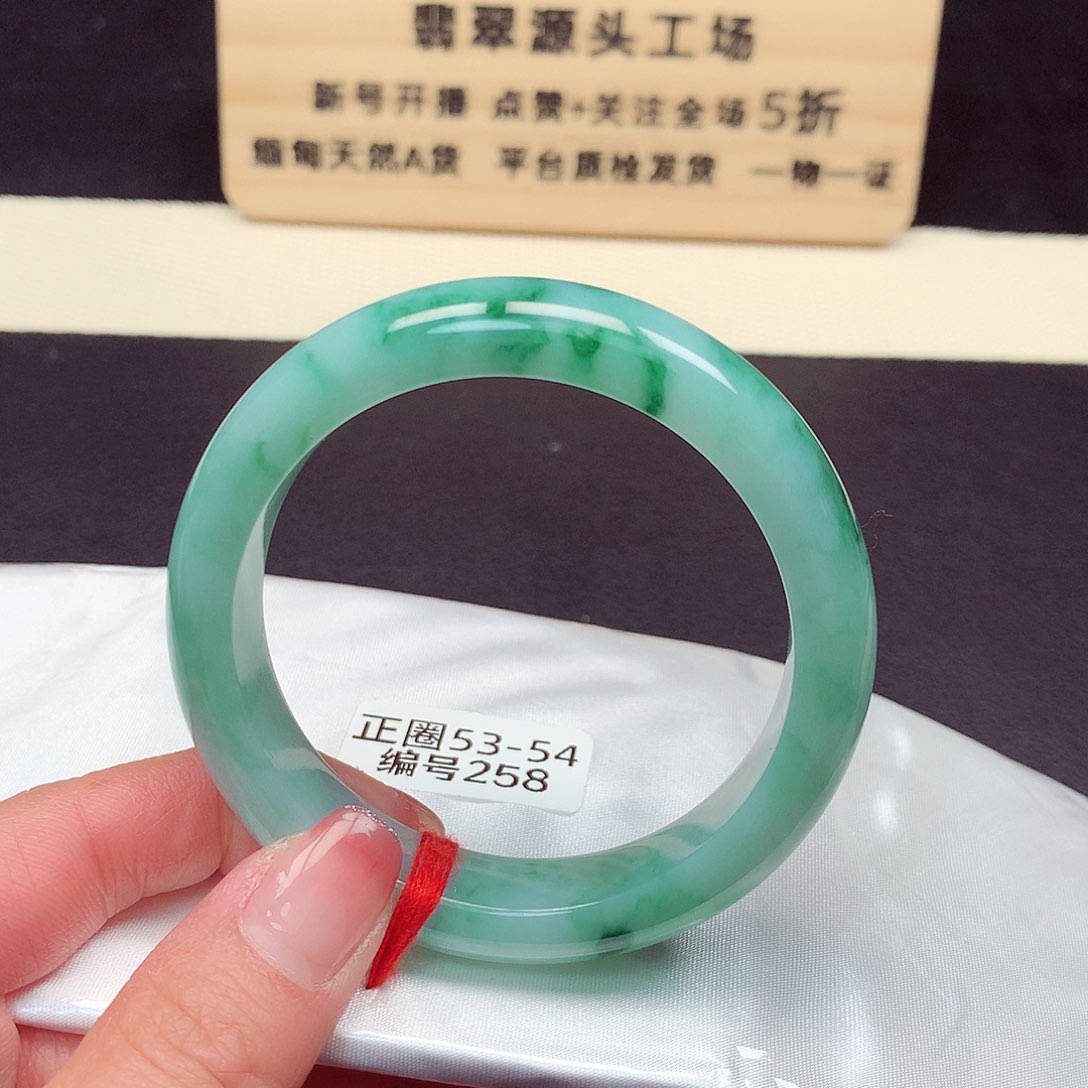 翡翠源头工场
新号开播 点赞+关注全场5折
缅甸天然A货 平台质检发货 一物一证
正圈53-54
编号258